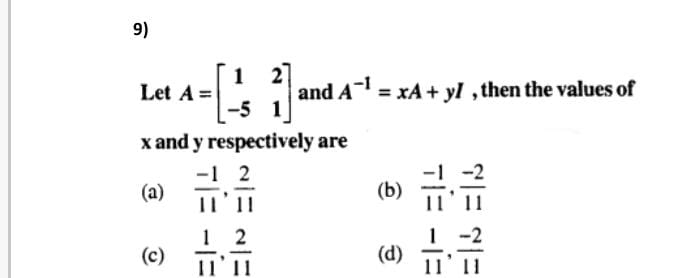 9)
Let A = [1 2 -5 1] and A⁻¹ = xA + yI , then the values of
x and y respectively are
(a) -1/11, 2/11 (b) -1/11, -2/11
(c) 1/11, 2/11 (d) 1/11, -2/11